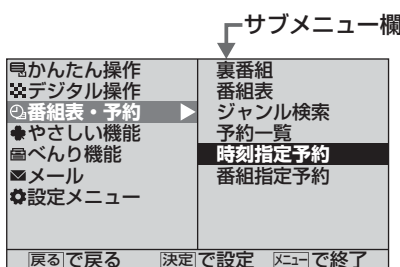 サブメニュー欄
かんたん操作
デジタル操作
番組表・予約
やさしい機能
べんり機能
メール
設定メニュー
裏番組
番組表
ジャンル検索
予約一覧
時刻指定予約
番組指定予約
戻る で戻る 決定 で設定 メニュー で終了